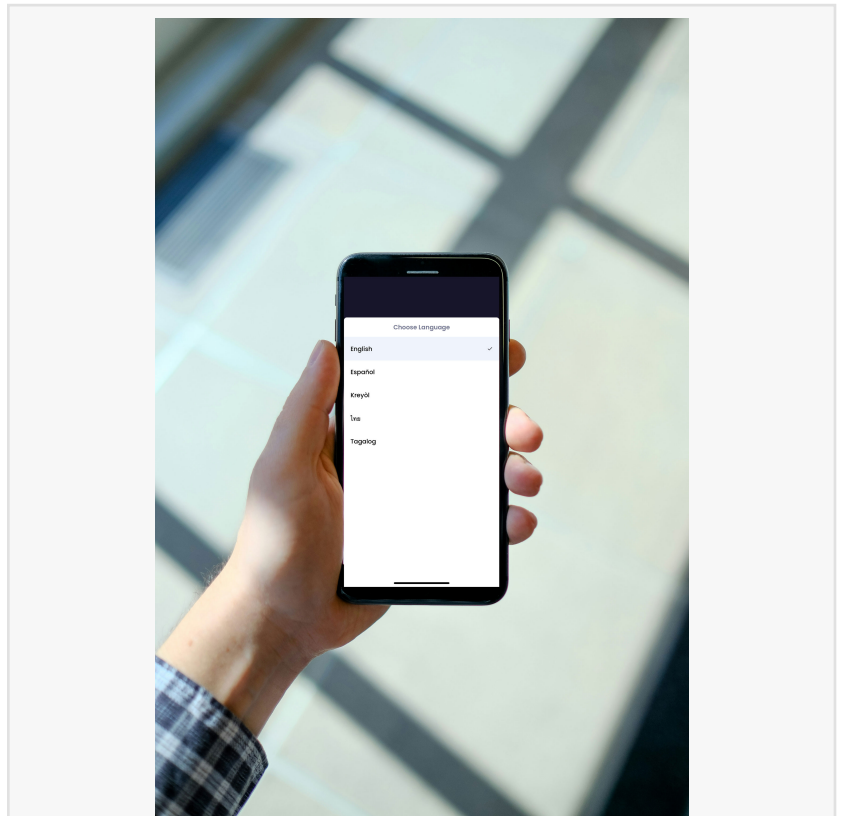 Choose Language
English
Español
Kreyòl
ไทย
Tagalog